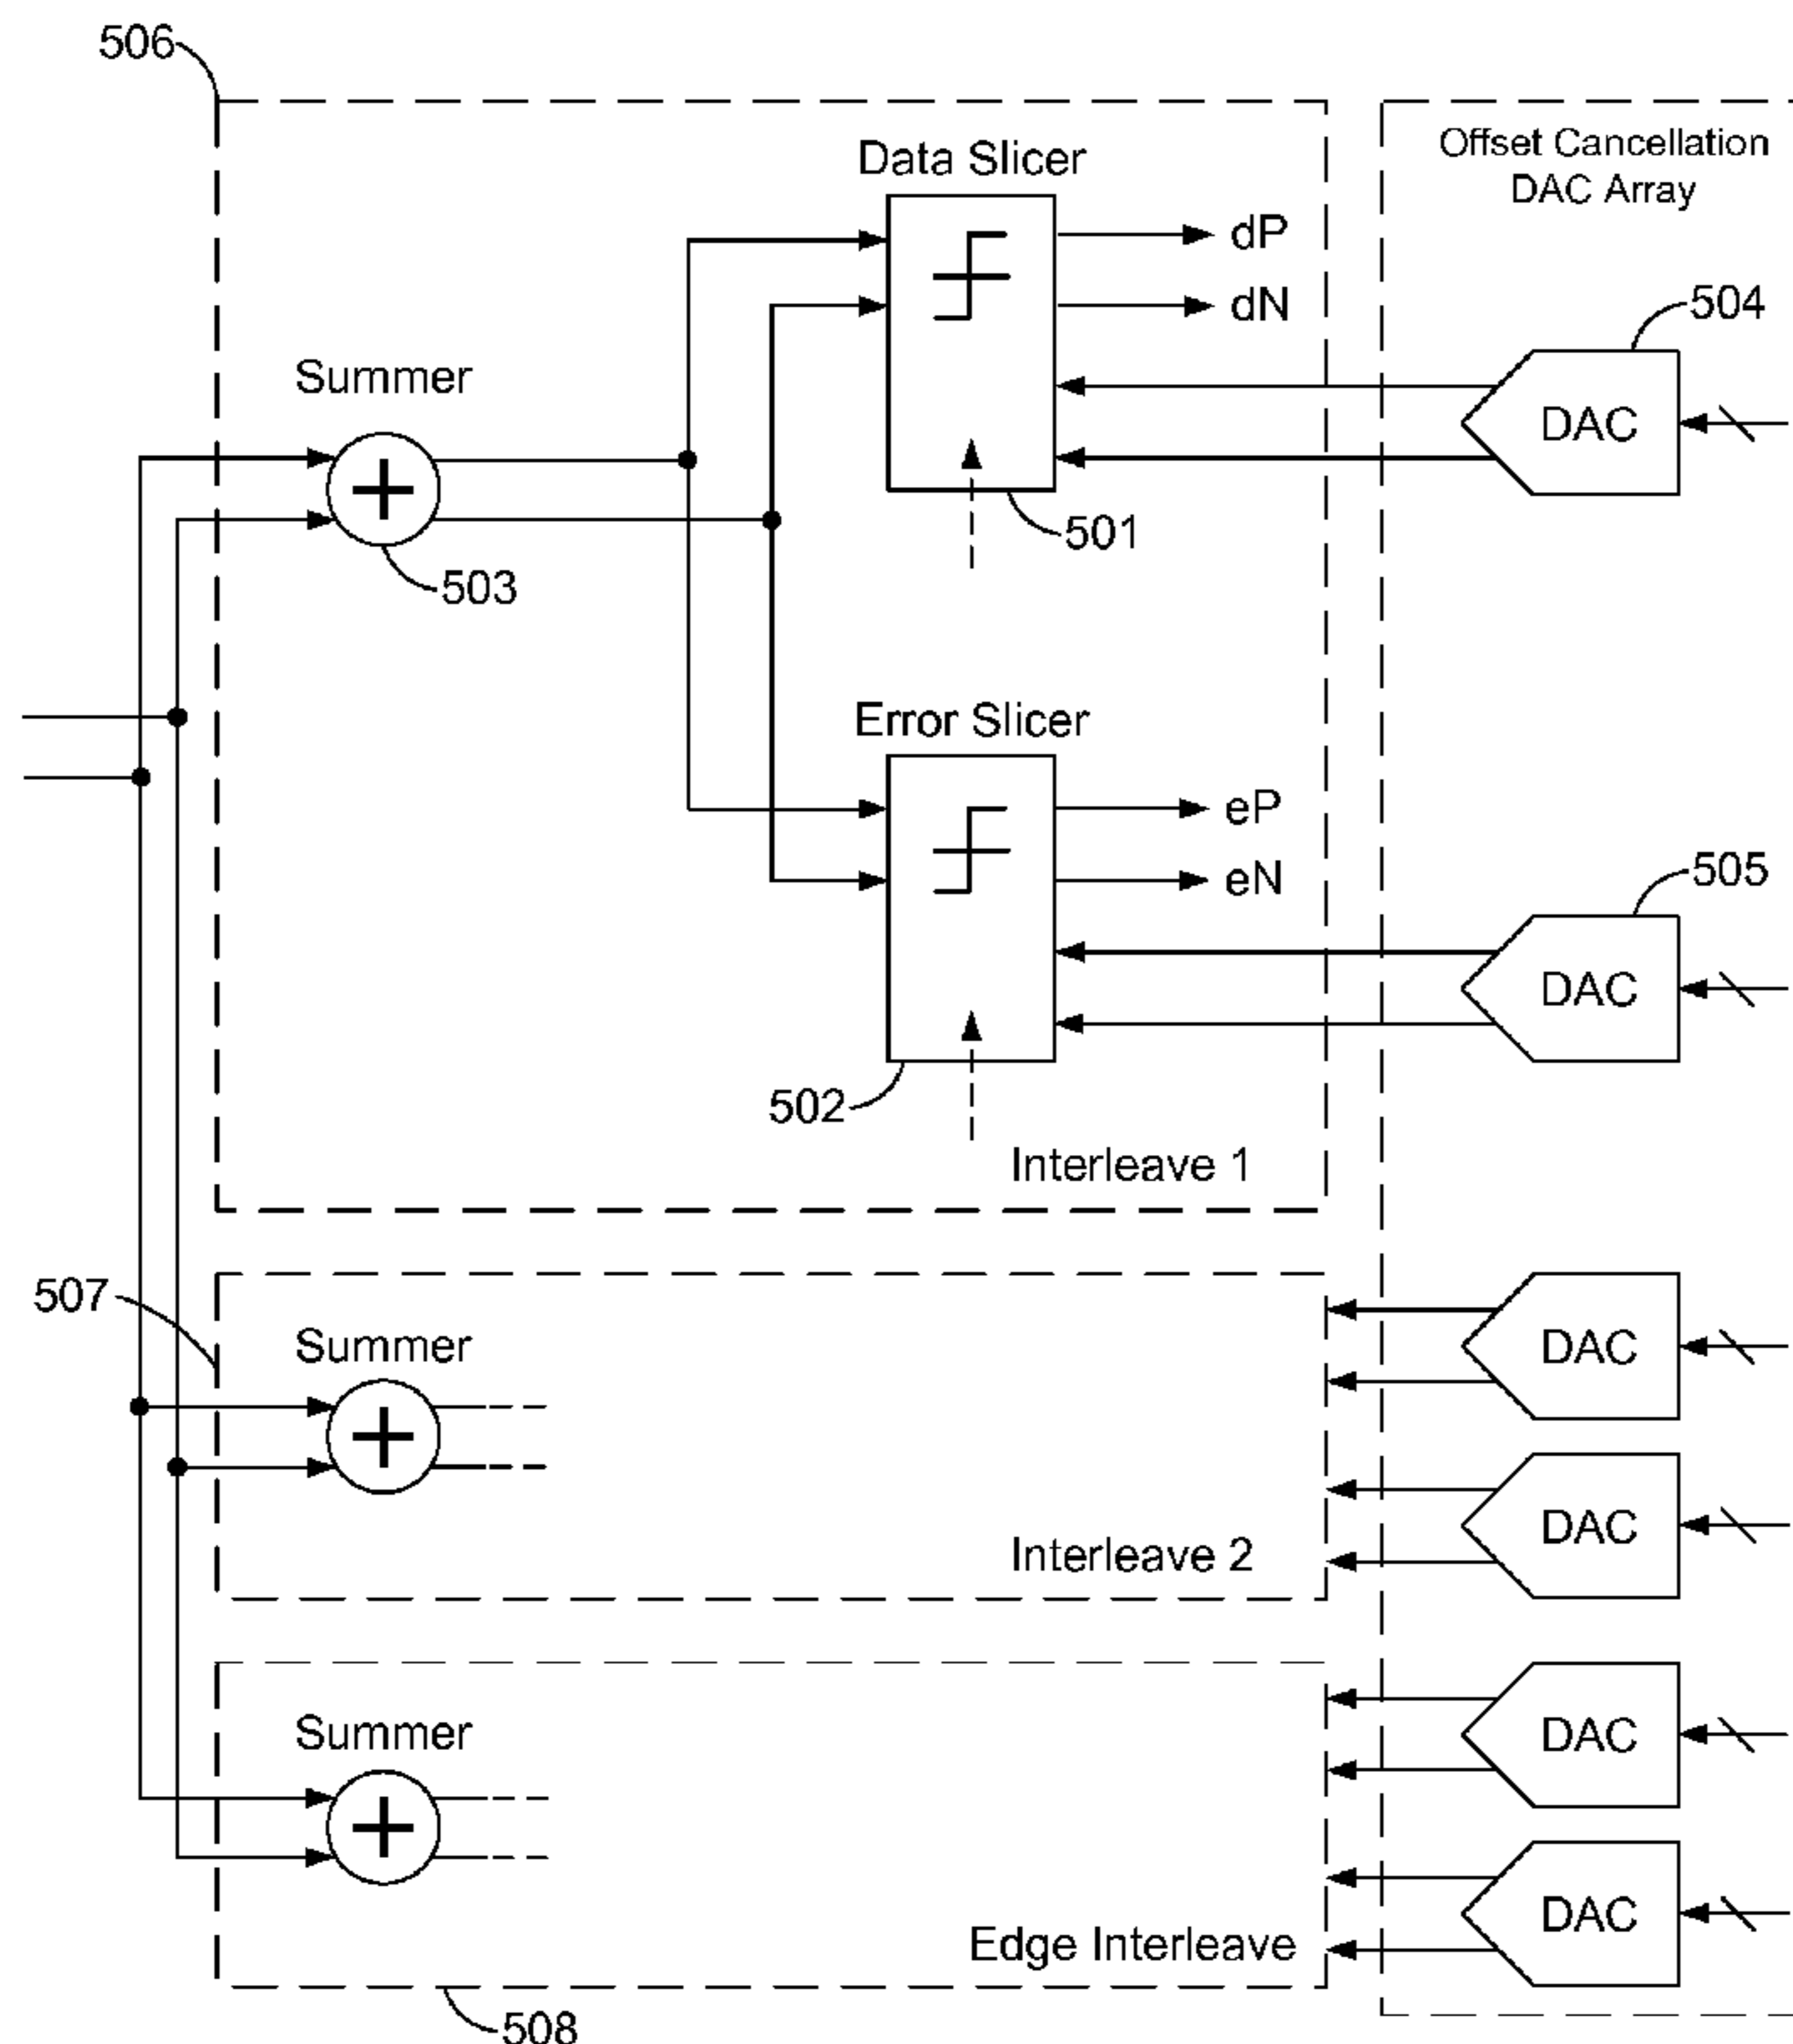 506
Offset Cancellation
DAC Array
Data Slicer
dP
dN
504
DAC
Summer
501
503
Error Slicer
eP
eN
505
DAC
502
Interleave 1
507
Summer
DAC
DAC
Interleave 2
Summer
DAC
DAC
Edge Interleave
508